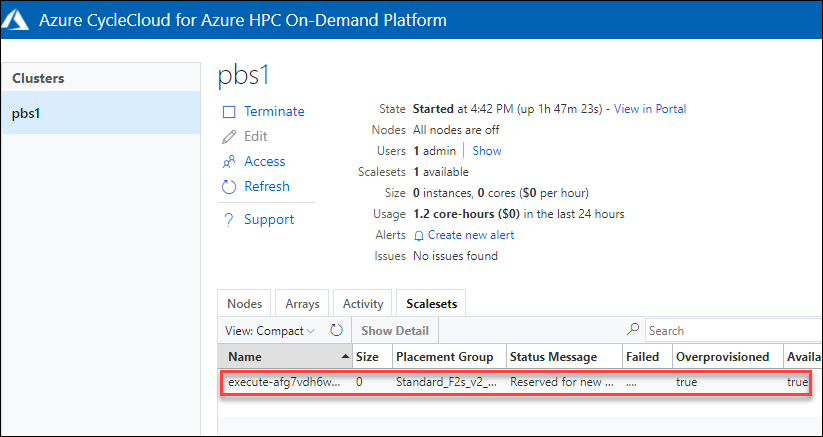 Azure CycleCloud for Azure HPC On-Demand Platform
Clusters
pbs1
pbs1
Terminate
Edit
Access
Refresh
Support
State Started at 4:42 PM (up 1h 47m 23s) - View in Portal
Nodes All nodes are off
Users 1 admin | Show
Scalesets 1 available
Size 0 instances, 0 cores ($0 per hour)
Usage 1.2 core-hours ($0) in the last 24 hours
Alerts Create new alert
Issues No issues found
Nodes Arrays Activity Scalesets
View: Compact Show Detail Search
Name Size Placement Group Status Message Failed Overprovisioned Availa
execute-afg7vdh6w... 0 Standard_F2s_v2_... Reserved for new ... .... true true